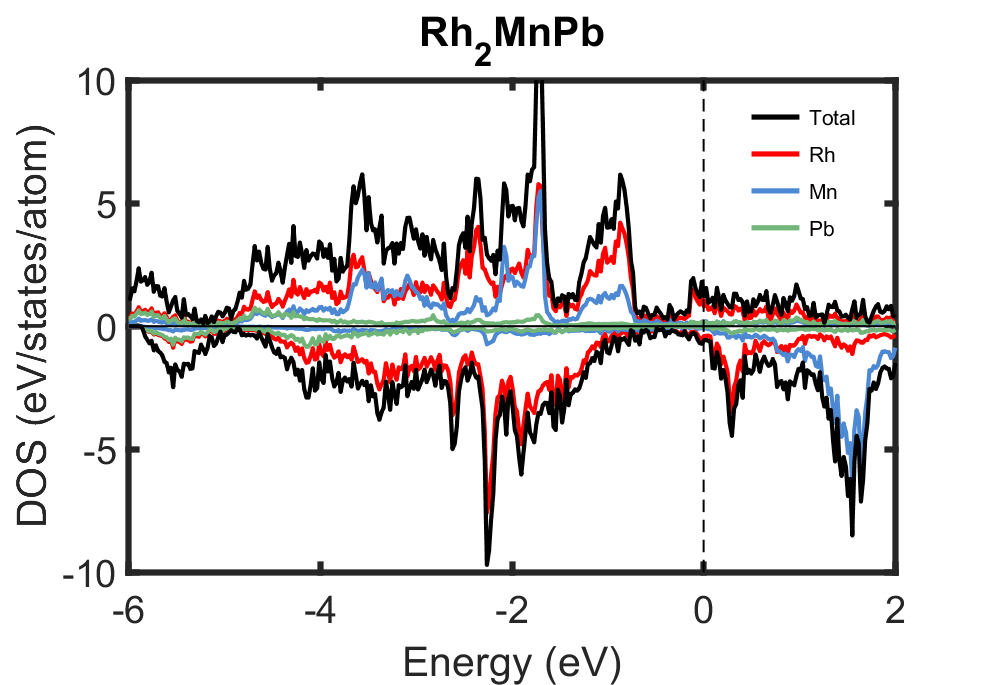 Rh₂MnPb
10
5
0
-5
-10
DOS (eV/states/atom)
Total
Rh
Mn
Pb
-6 -4 -2 0 2
Energy (eV)